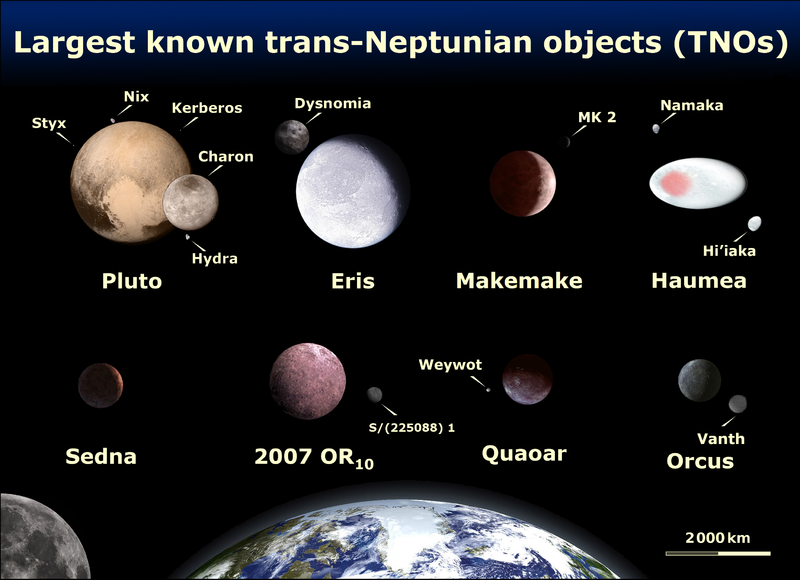 Largest known trans-Neptunian objects (TNOs)
Nix
Styx
Kerberos
Charon
Hydra
Pluto
Dysnomia
Eris
MK 2
Makemake
Namaka
Hi’iaka
Haumea
Sedna
S/(225088) 1
2007 OR₁₀
Weywot
Quaoar
Vanth
Orcus
2000 km